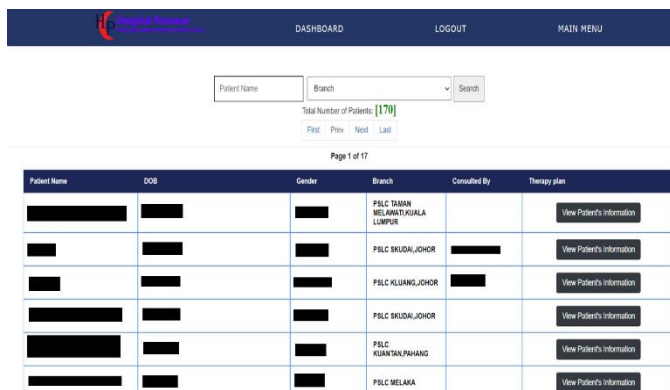 Hospital Pesakit
DASHBOARD LOGOUT MAIN MENU
Patient Name Branch Search
Total Number of Patients: [170]
First Prev Next Last
Page 1 of 17
Patient Name DOB Gender Branch Consulted By Therapy plan
PSLC TAMAN
MELAWATI,KUALA
LUMPUR
View Patient's Information
PSLC SKUDAI,JOHOR View Patient's Information
PSLC KLUANG,JOHOR View Patient's Information
PSLC SKUDAI,JOHOR View Patient's Information
PSLC
KUANTAN,PAHANG
View Patient's Information
PSLC MELAKA View Patient's Information